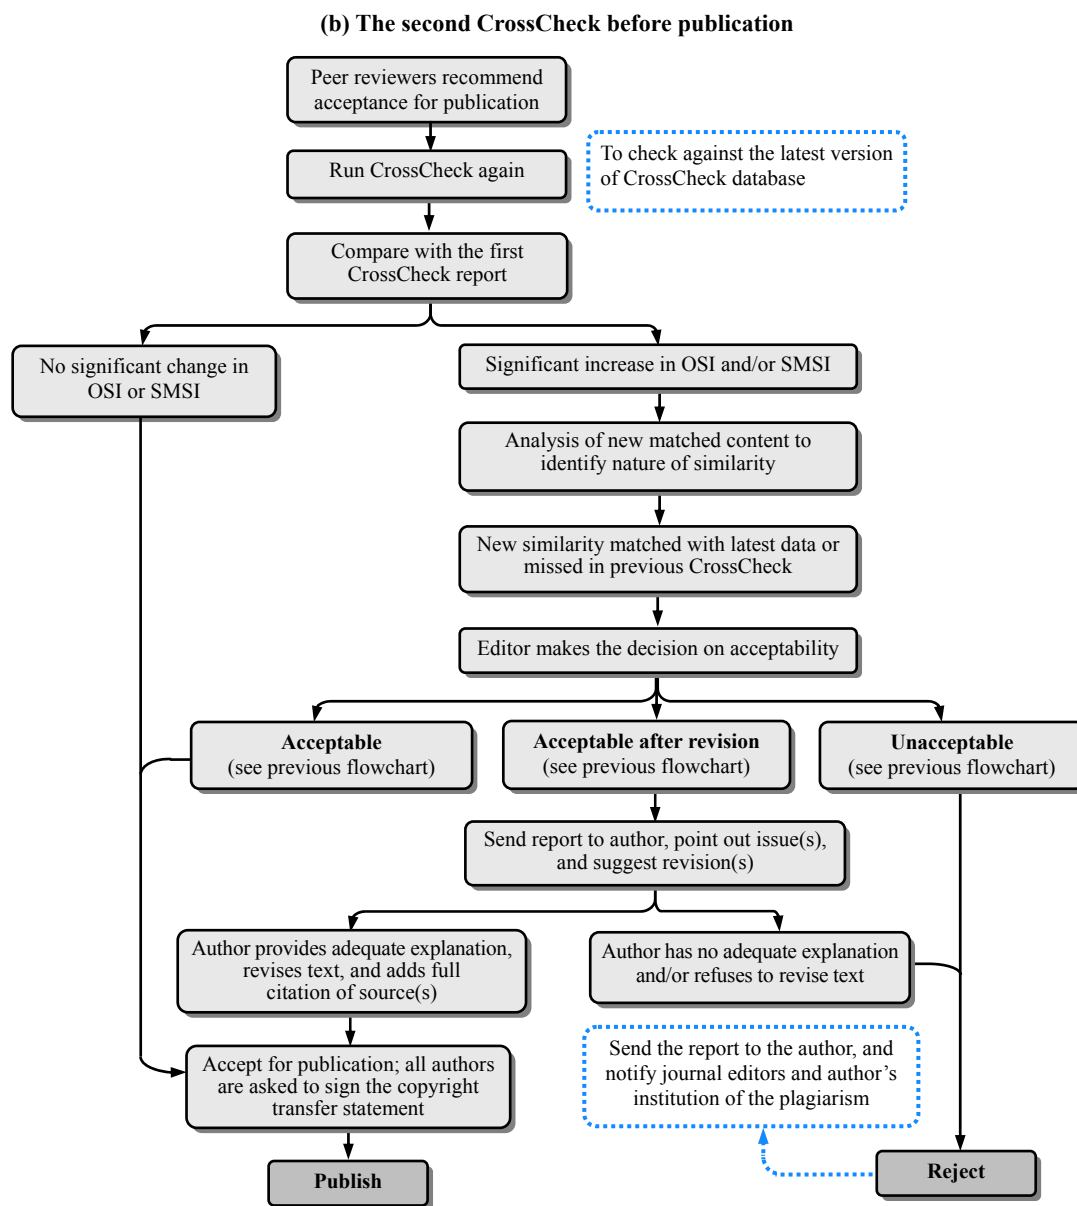 (b) The second CrossCheck before publication
Peer reviewers recommend
acceptance for publication
To check against the latest version
of CrossCheck database
Run CrossCheck again
Compare with the first
CrossCheck report
No significant change in
OSI or SMSI
Significant increase in OSI and/or SMSI
Analysis of new matched content to
identify nature of similarity
New similarity matched with latest data or
missed in previous CrossCheck
Editor makes the decision on acceptability
Acceptable
(see previous flowchart)
Acceptable after revision
(see previous flowchart)
Unacceptable
(see previous flowchart)
Send report to author, point out issue(s),
and suggest revision(s)
Author provides adequate explanation,
revises text, and adds full
citation of source(s)
Author has no adequate explanation
and/or refuses to revise text
Accept for publication; all authors
are asked to sign the copyright
transfer statement
Send the report to the author, and
notify journal editors and author’s
institution of the plagiarism
Publish
Reject